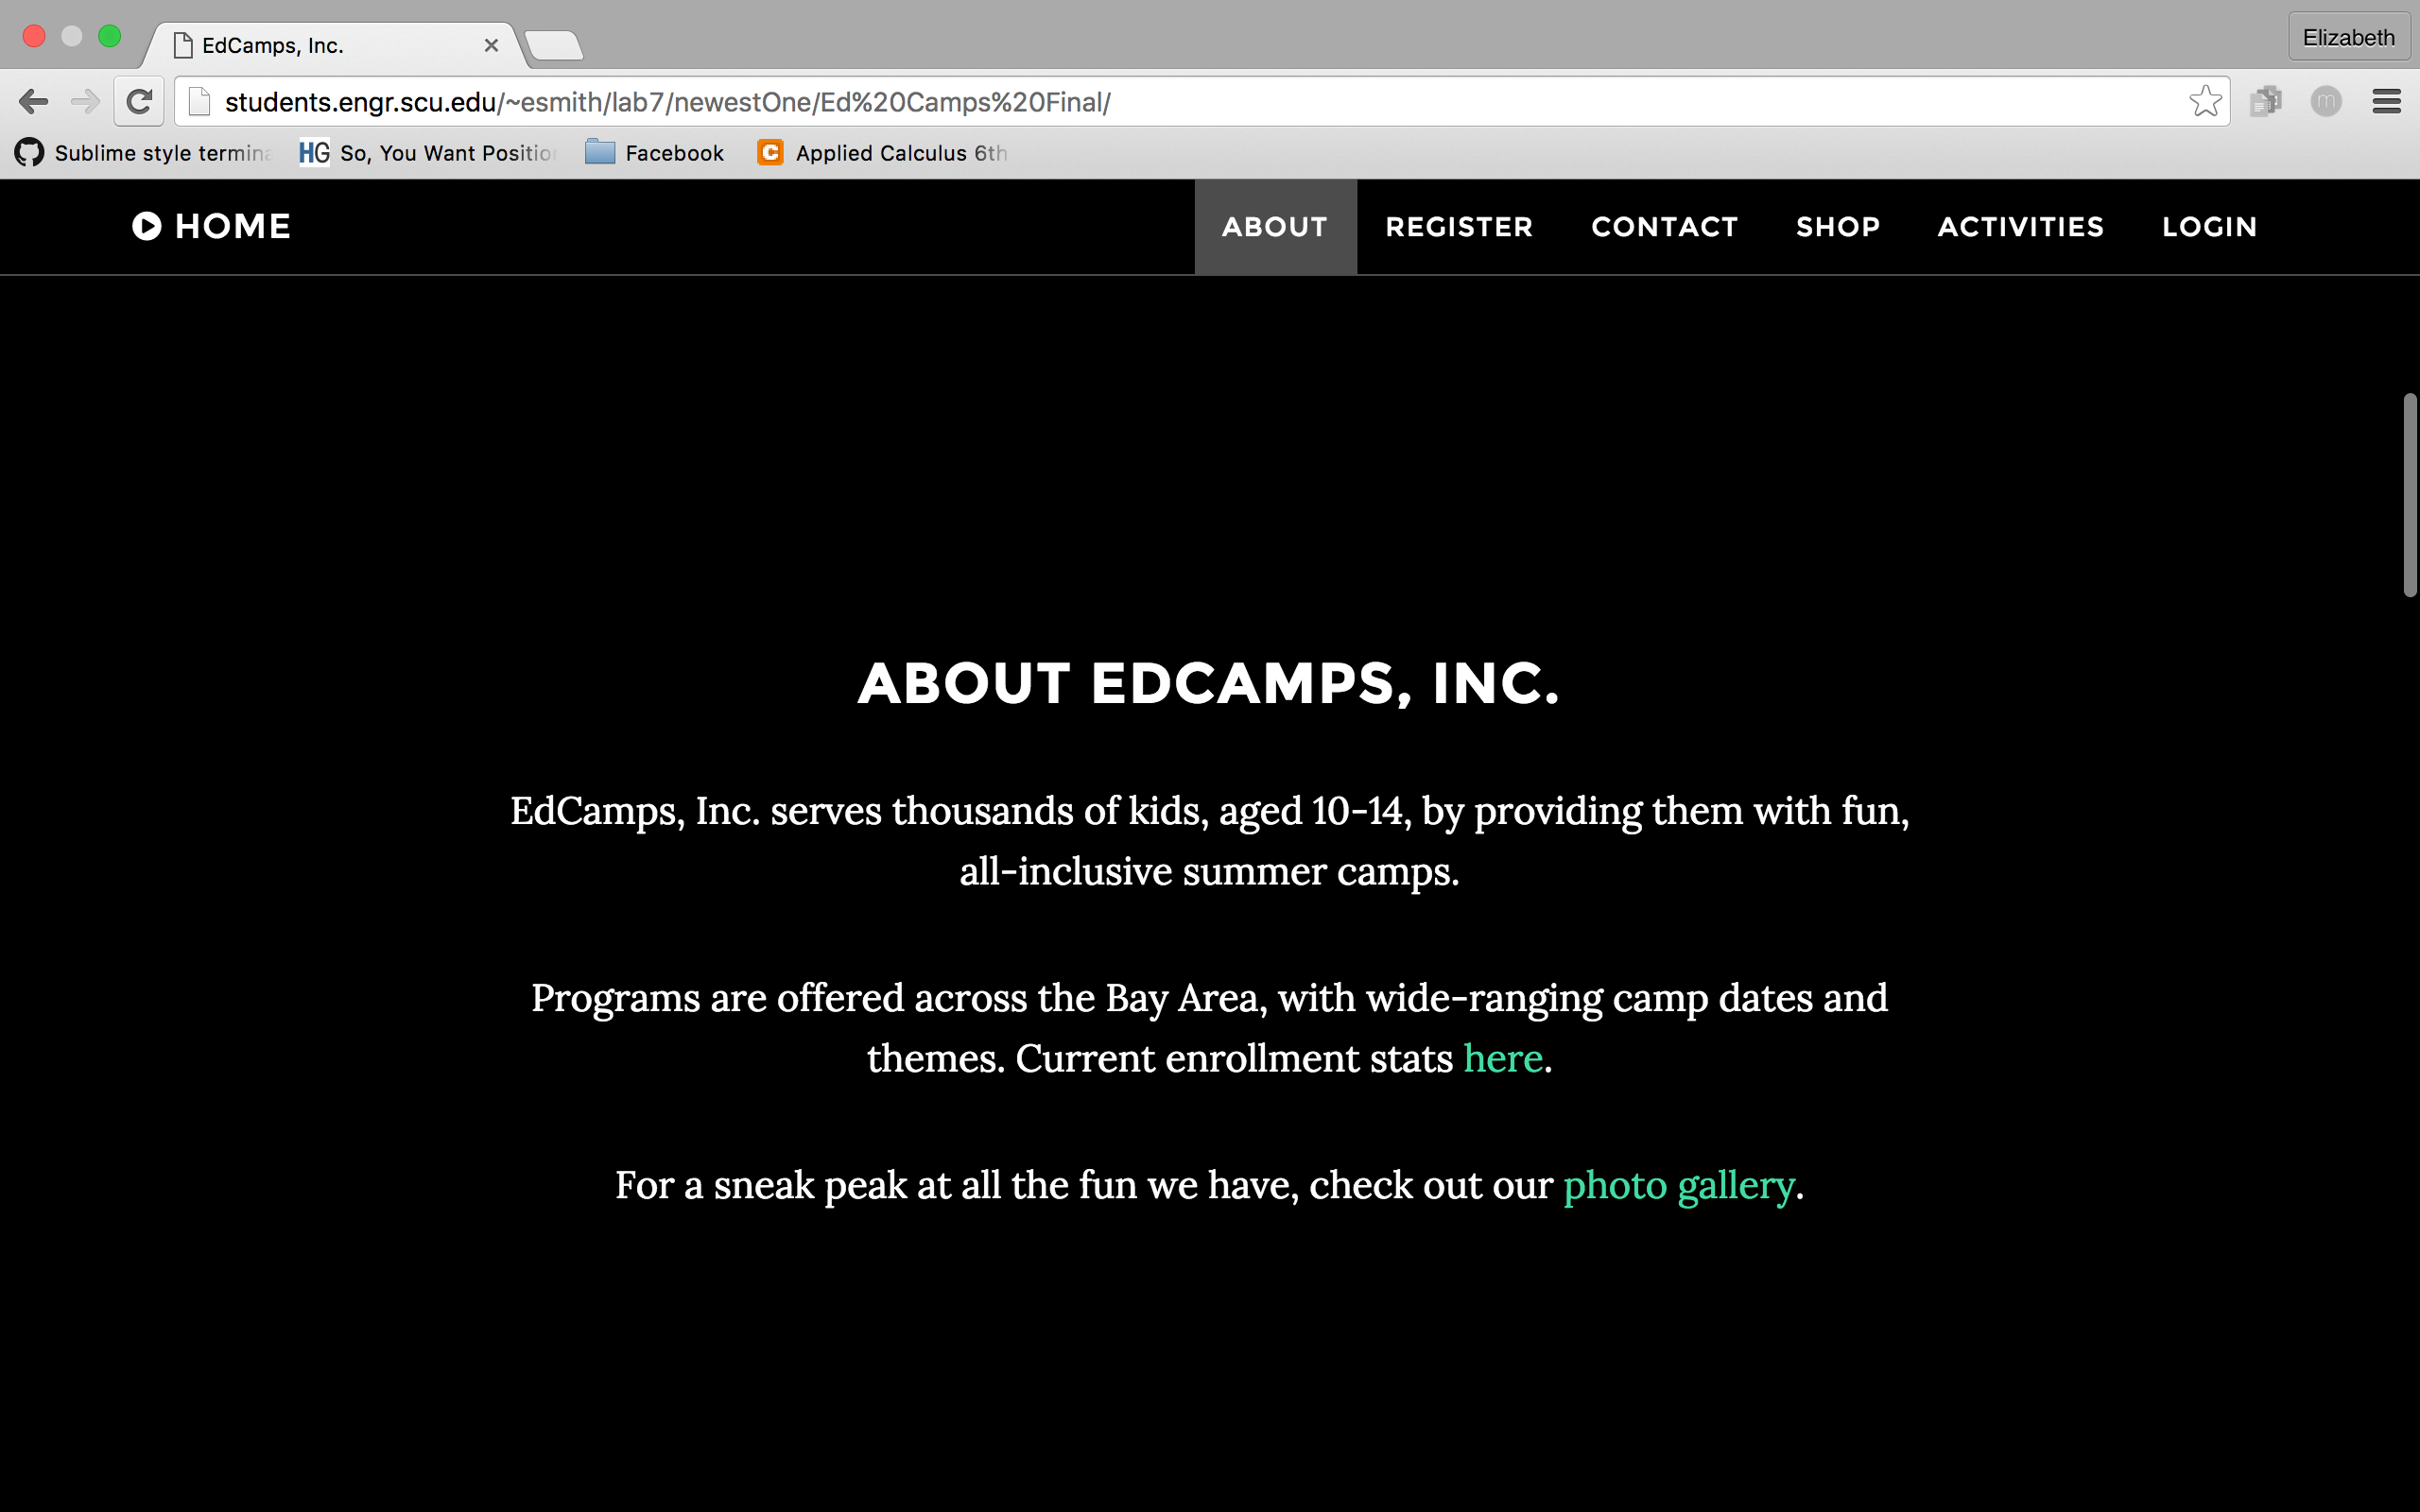 EdCamps, Inc.
Elizabeth
students.engr.scu.edu/~esmith/lab7/newestOne/Ed%20Camps%20Final/
m
Sublime style termina
HG So, You Want Positio
Facebook
C Applied Calculus 6th
HOME ABOUT REGISTER CONTACT SHOP ACTIVITIES LOGIN
ABOUT EDCAMPS, INC.
EdCamps, Inc. serves thousands of kids, aged 10-14, by providing them with fun,
all-inclusive summer camps.
Programs are offered across the Bay Area, with wide-ranging camp dates and
themes. Current enrollment stats here.
For a sneak peak at all the fun we have, check out our photo gallery.